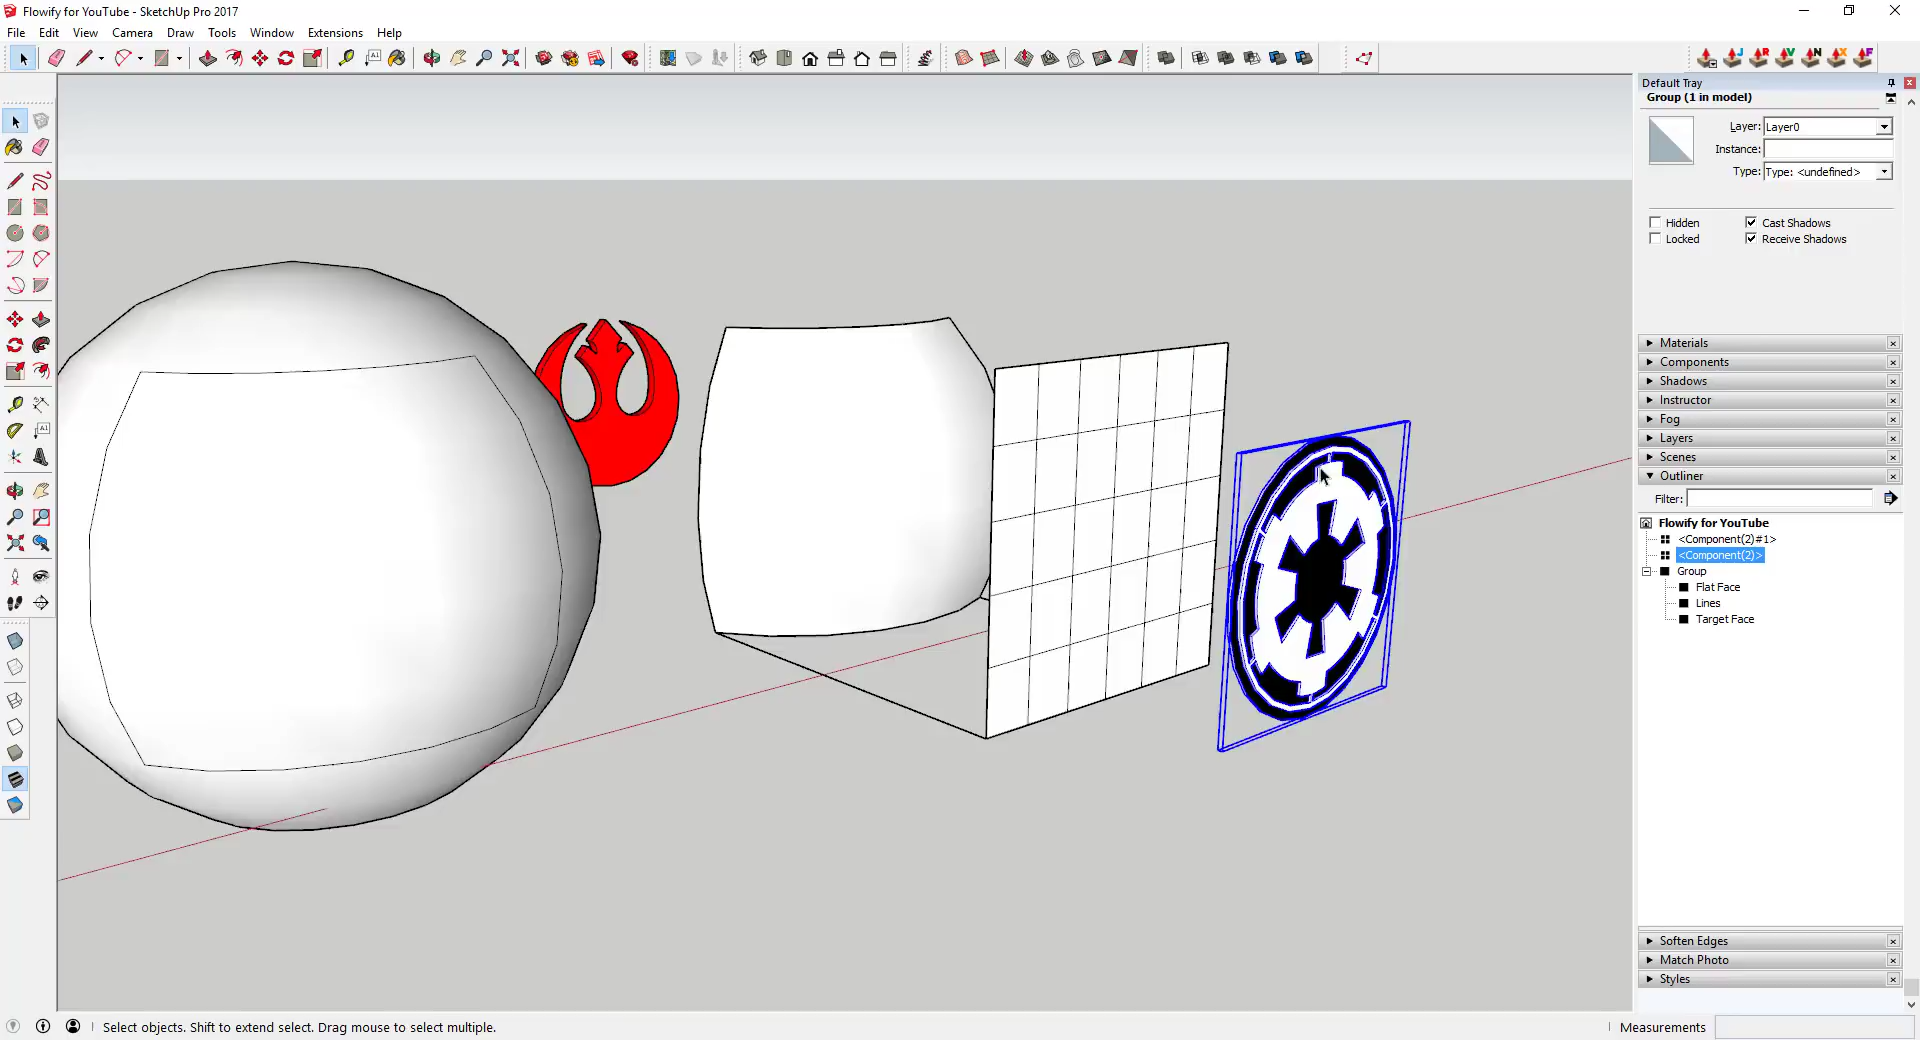 Flowify for YouTube - SketchUp Pro 2017
File Edit View Camera Draw Tools Window Extensions Help
J R V N X F
Default Tray
Group (1 in model)
Layer: Layer0
Instance:
Type: Type: <undefined>
Hidden Cast Shadows
Locked Receive Shadows
Materials
Components
Shadows
Instructor
Fog
Layers
Scenes
Outliner
Filter:
Flowify for YouTube
<Component(2)#1>
<Component(2)>
Group
Flat Face
Lines
Target Face
Soften Edges
Match Photo
Styles
Select objects. Shift to extend select. Drag mouse to select multiple.
Measurements